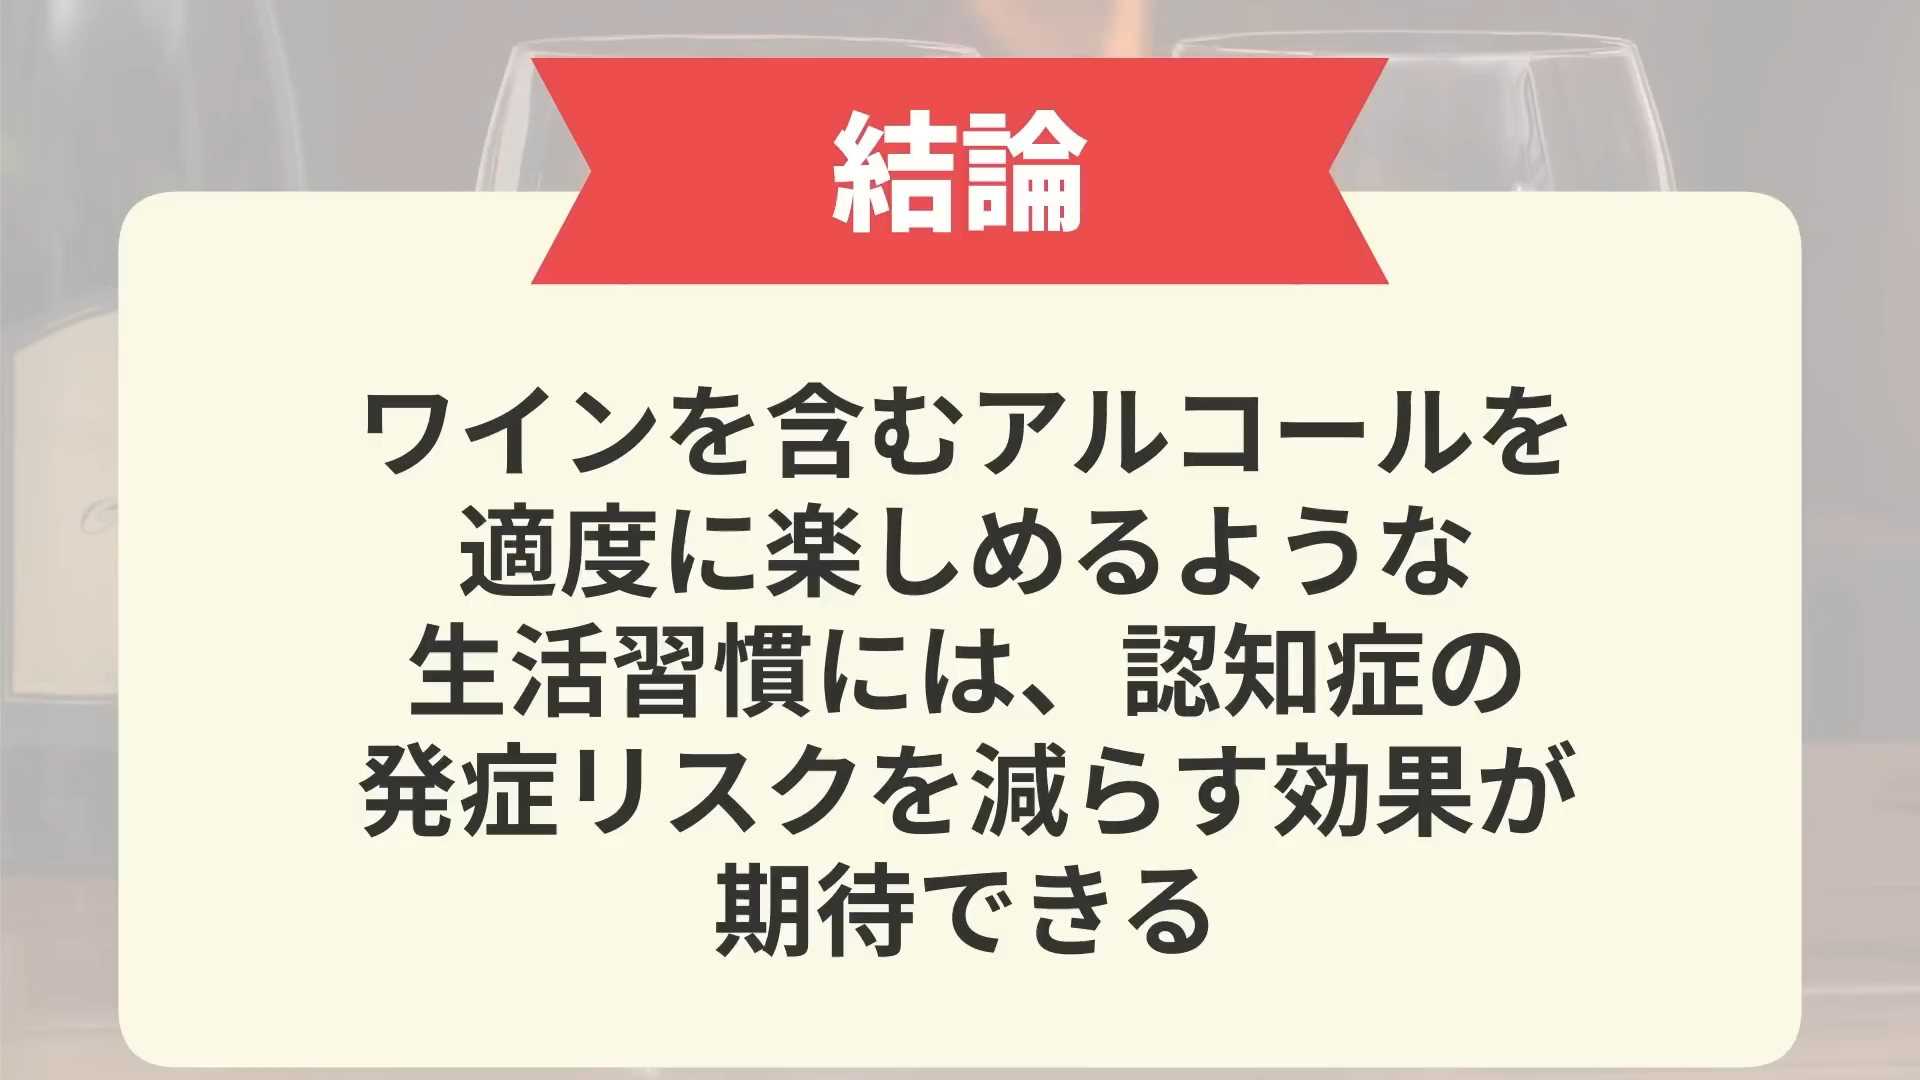 結論
ワインを含むアルコールを
適度に楽しめるような
生活習慣には、認知症の
発症リスクを減らす効果が
期待できる